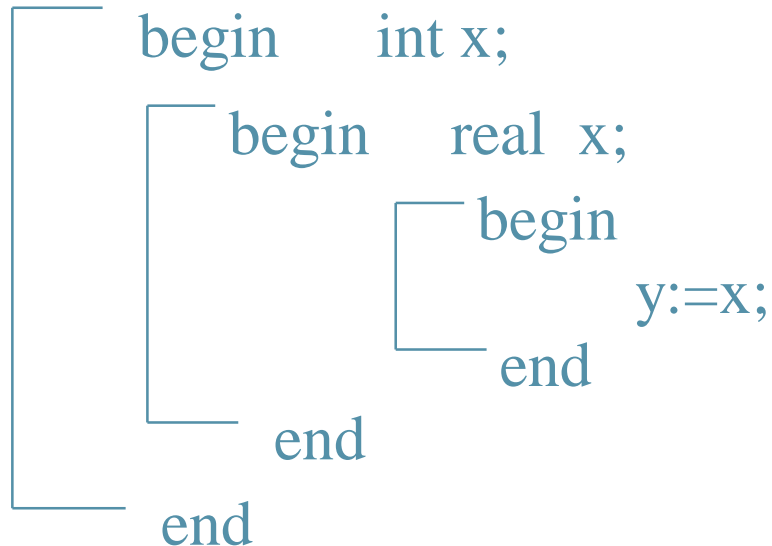 begin int x;
begin real x;
begin
y:=x;
end
end
end